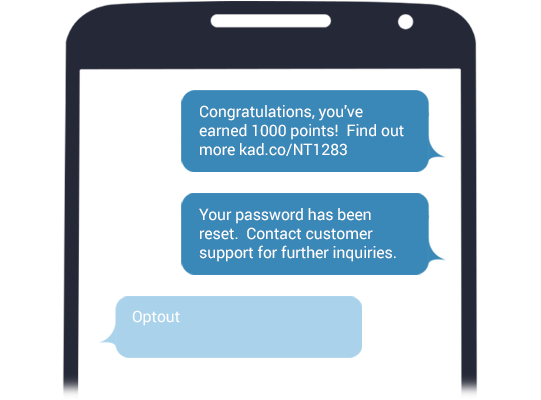 Congratulations, you've
earned 1000 points!  Find out
more kad.co/NT1283
Your password has been
reset.  Contact customer
support for further inquiries.
Optout